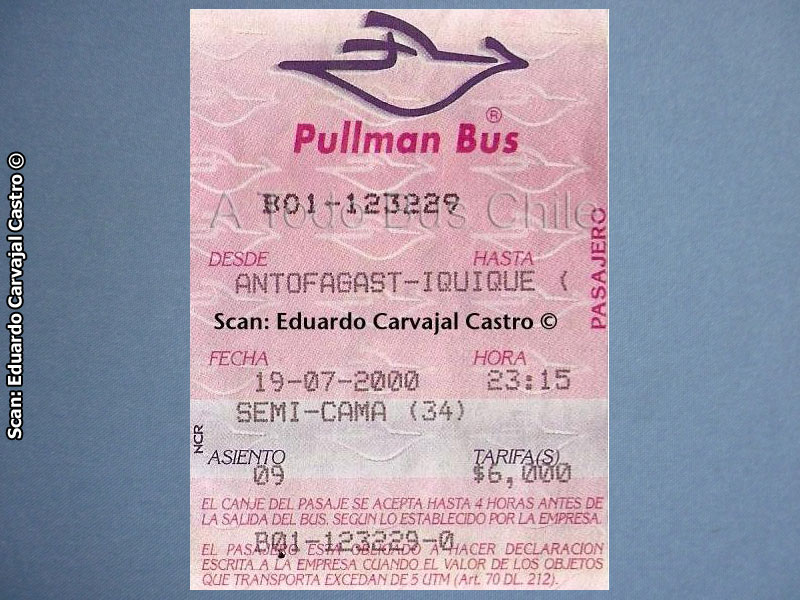 Pullman Bus ®
B01-123229
A Todo Bus Chile
DESDE HASTA
ANTOFAGAST-IQUIQUE (
PASAJERO
Scan: Eduardo Carvajal Castro ©
FECHA HORA
19-07-2000 23:15
SEMI-CAMA (34)
NCR
ASIENTO TARIFA(S)
09 $6,000
EL CANJE DEL PASAJE SE ACEPTA HASTA 4 HORAS ANTES DE
LA SALIDA DEL BUS. SEGUN LO ESTABLECIDO POR LA EMPRESA.
B01-123229-0
EL PASAJERO ESTA OBLIGADO A HACER DECLARACION
ESCRITA A LA EMPRESA CUANDO EL VALOR DE LOS OBJETOS
QUE TRANSPORTA EXCEDAN DE 5 UTM (Art. 70 DL. 212).
Scan: Eduardo Carvajal Castro ©